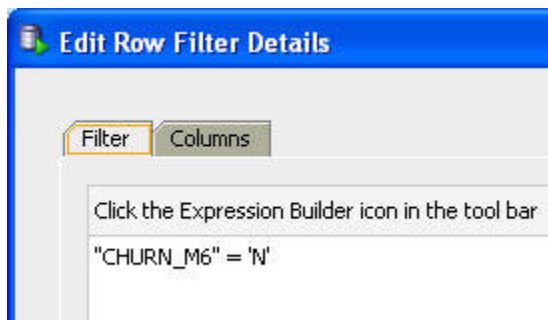 Edit Row Filter Details
Filter Columns
Click the Expression Builder icon in the tool bar
"CHURN_M6" = 'N'